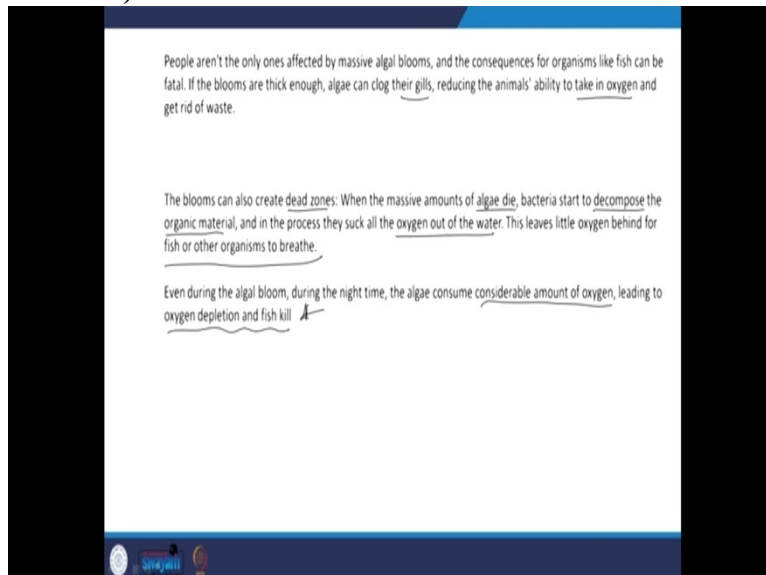 People aren't the only ones affected by massive algal blooms, and the consequences for organisms like fish can be
fatal. If the blooms are thick enough, algae can clog their gills, reducing the animals' ability to take in oxygen and
get rid of waste.
The blooms can also create dead zones: When the massive amounts of algae die, bacteria start to decompose the
organic material, and in the process they suck all the oxygen out of the water. This leaves little oxygen behind for
fish or other organisms to breathe.
Even during the algal bloom, during the night time, the algae consume considerable amount of oxygen, leading to
oxygen depletion and fish kill
swayam